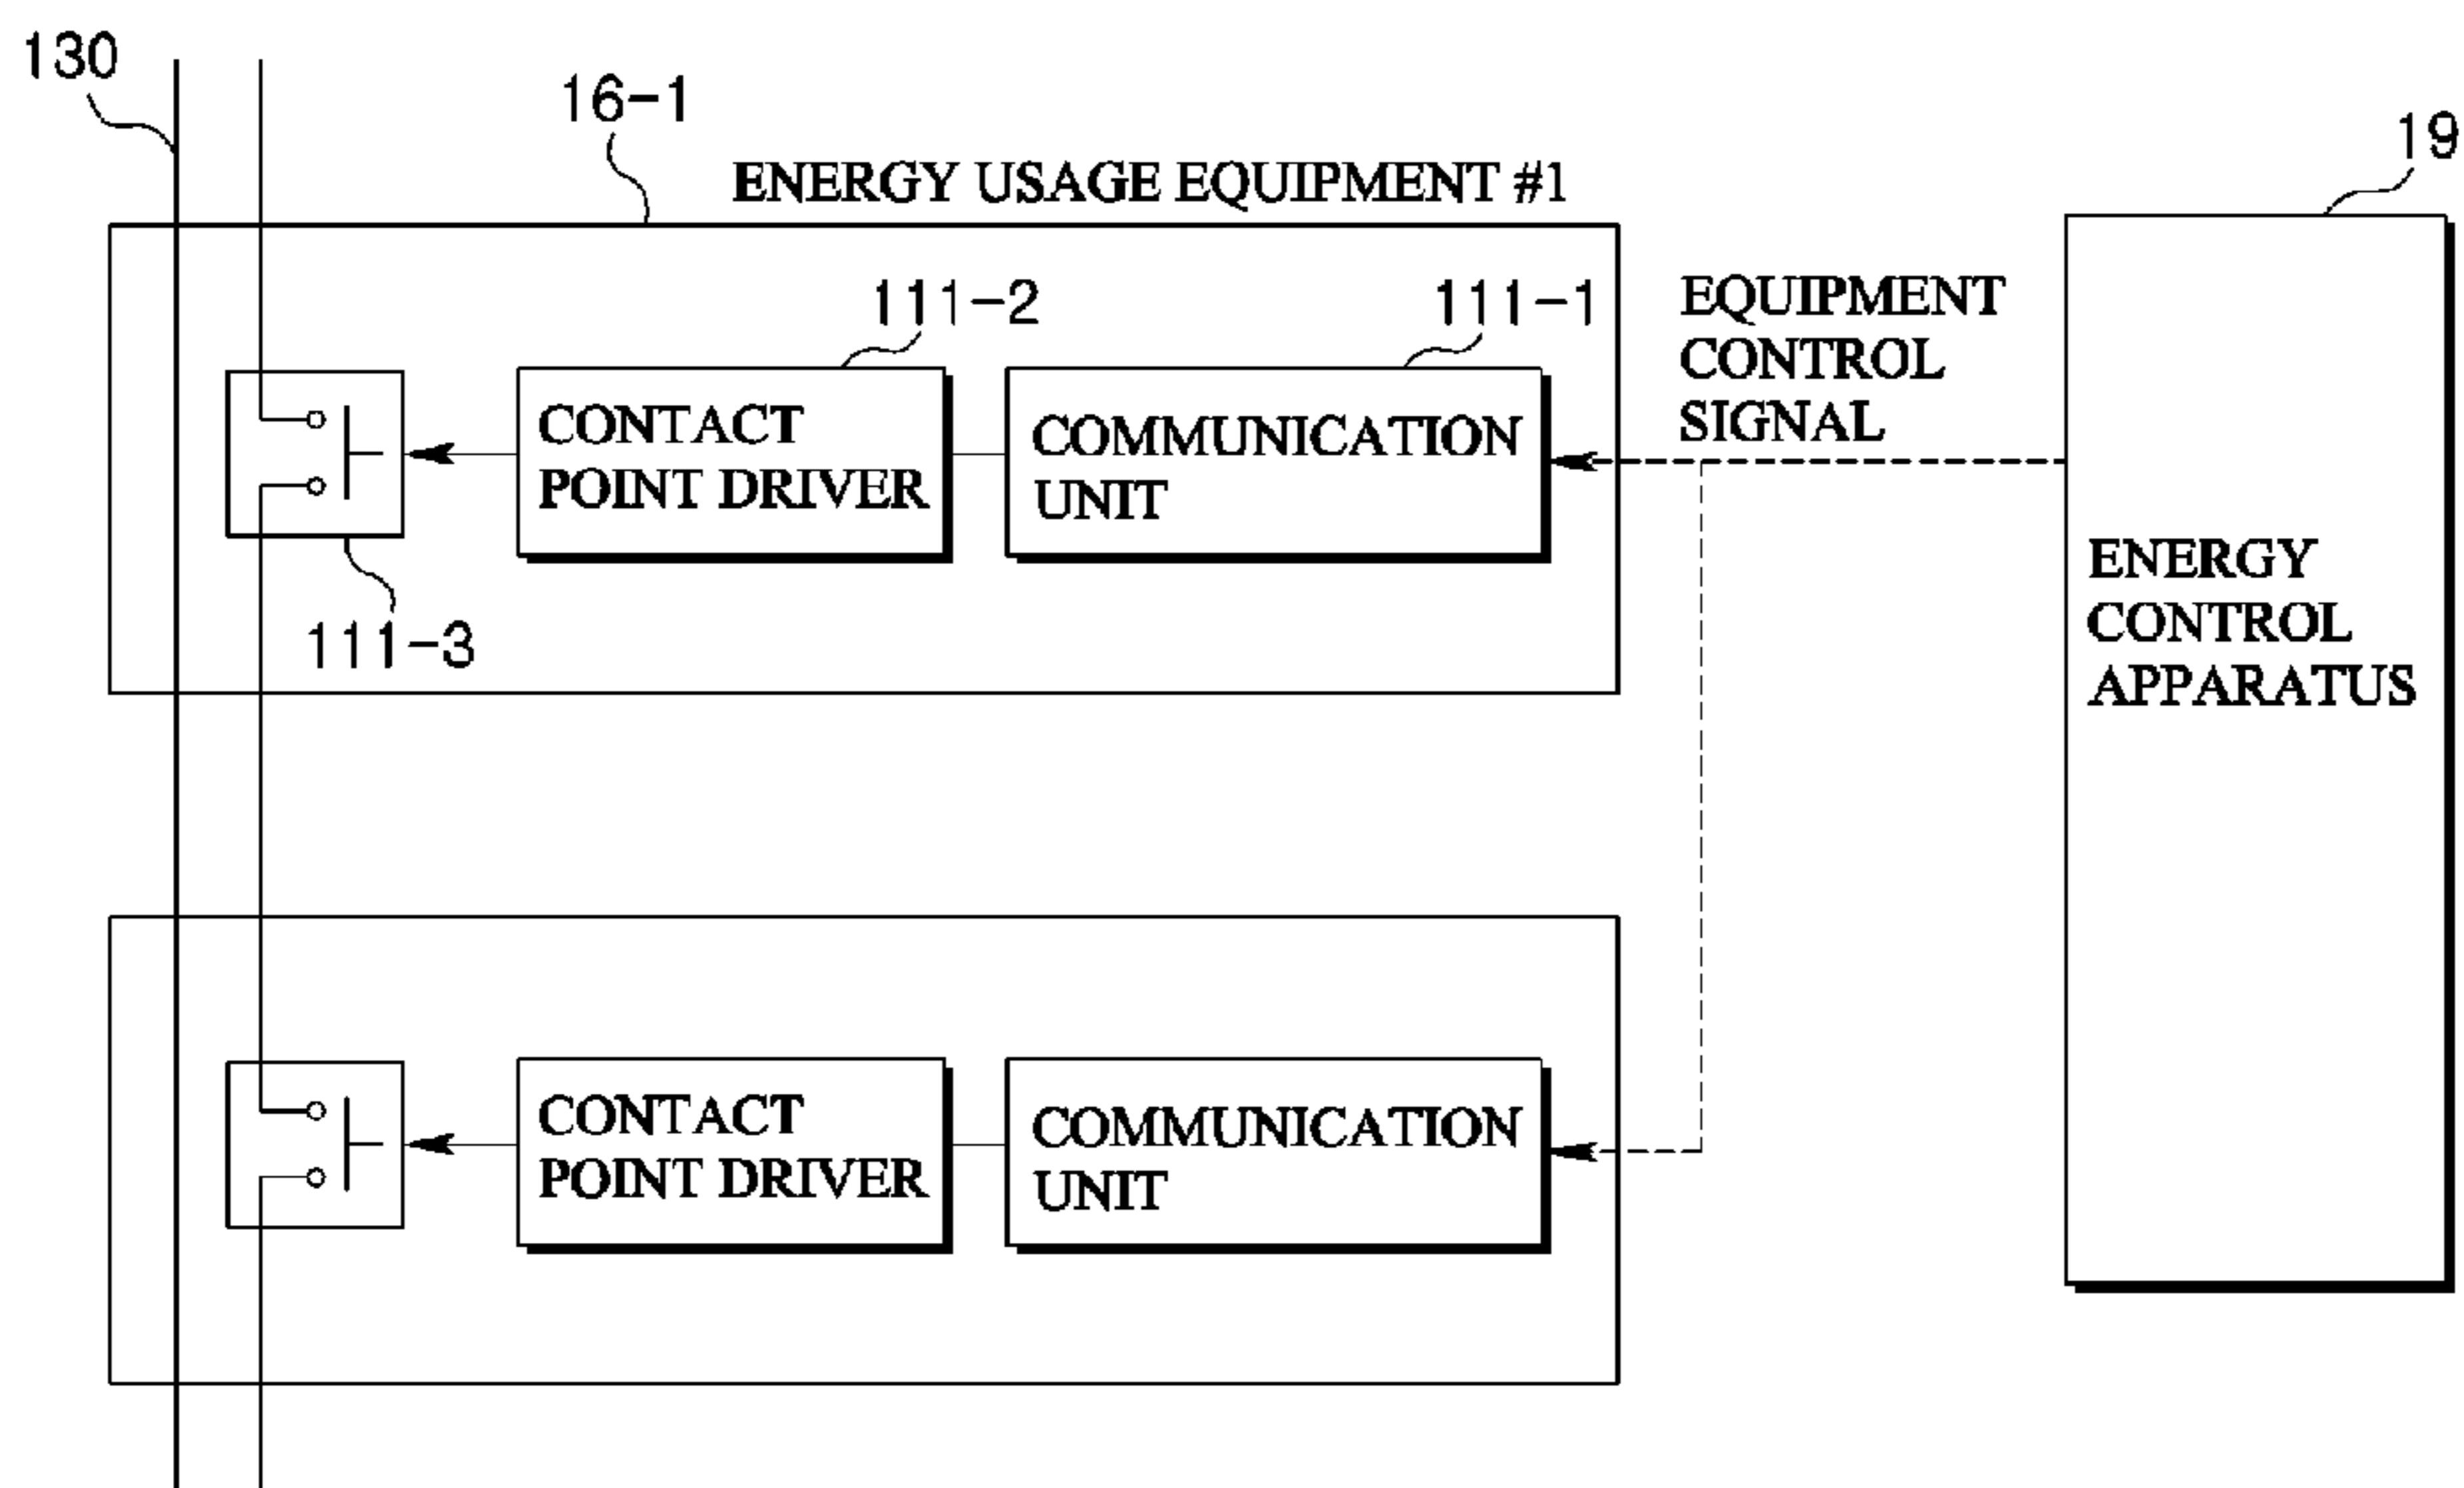 130
16-1
19
ENERGY USAGE EQUIPMENT #1
111-2
111-1
EQUIPMENT
CONTROL
SIGNAL
CONTACT
POINT DRIVER
COMMUNICATION
UNIT
111-3
ENERGY
CONTROL
APPARATUS
CONTACT
POINT DRIVER
COMMUNICATION
UNIT